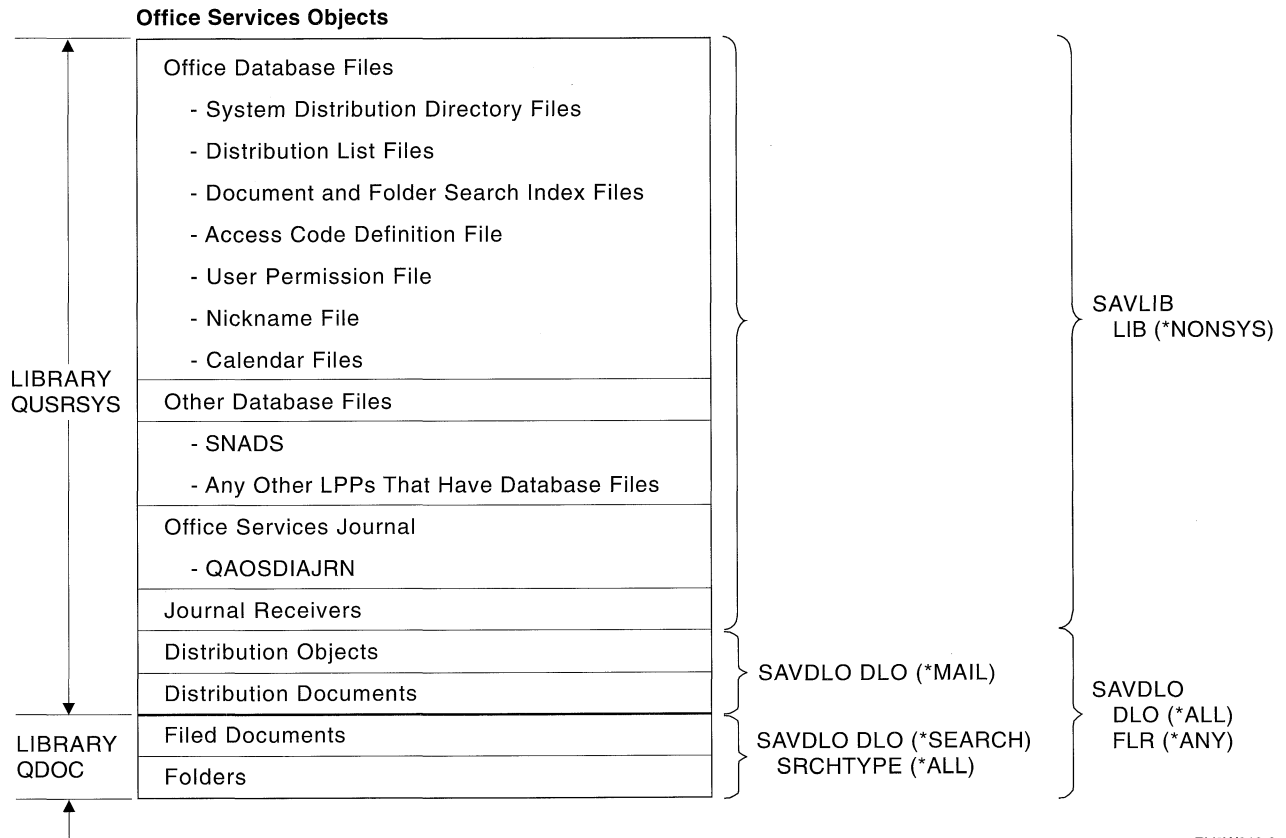 Office Services Objects
Office Database Files
- System Distribution Directory Files
- Distribution List Files
- Document and Folder Search Index Files
- Access Code Definition File
- User Permission File
- Nickname File
- Calendar Files
LIBRARY
QUSRSYS
Other Database Files
- SNADS
- Any Other LPPs That Have Database Files
Office Services Journal
- QAOSDIAJRN
Journal Receivers
Distribution Objects
Distribution Documents
LIBRARY
QDOC
Filed Documents
Folders
SAVDLO DLO (*MAIL)
SAVDLO DLO (*SEARCH)
SRCHTYPE (*ALL)
SAVLIB
LIB (*NONSYS)
SAVDLO
DLO (*ALL)
FLR (*ANY)